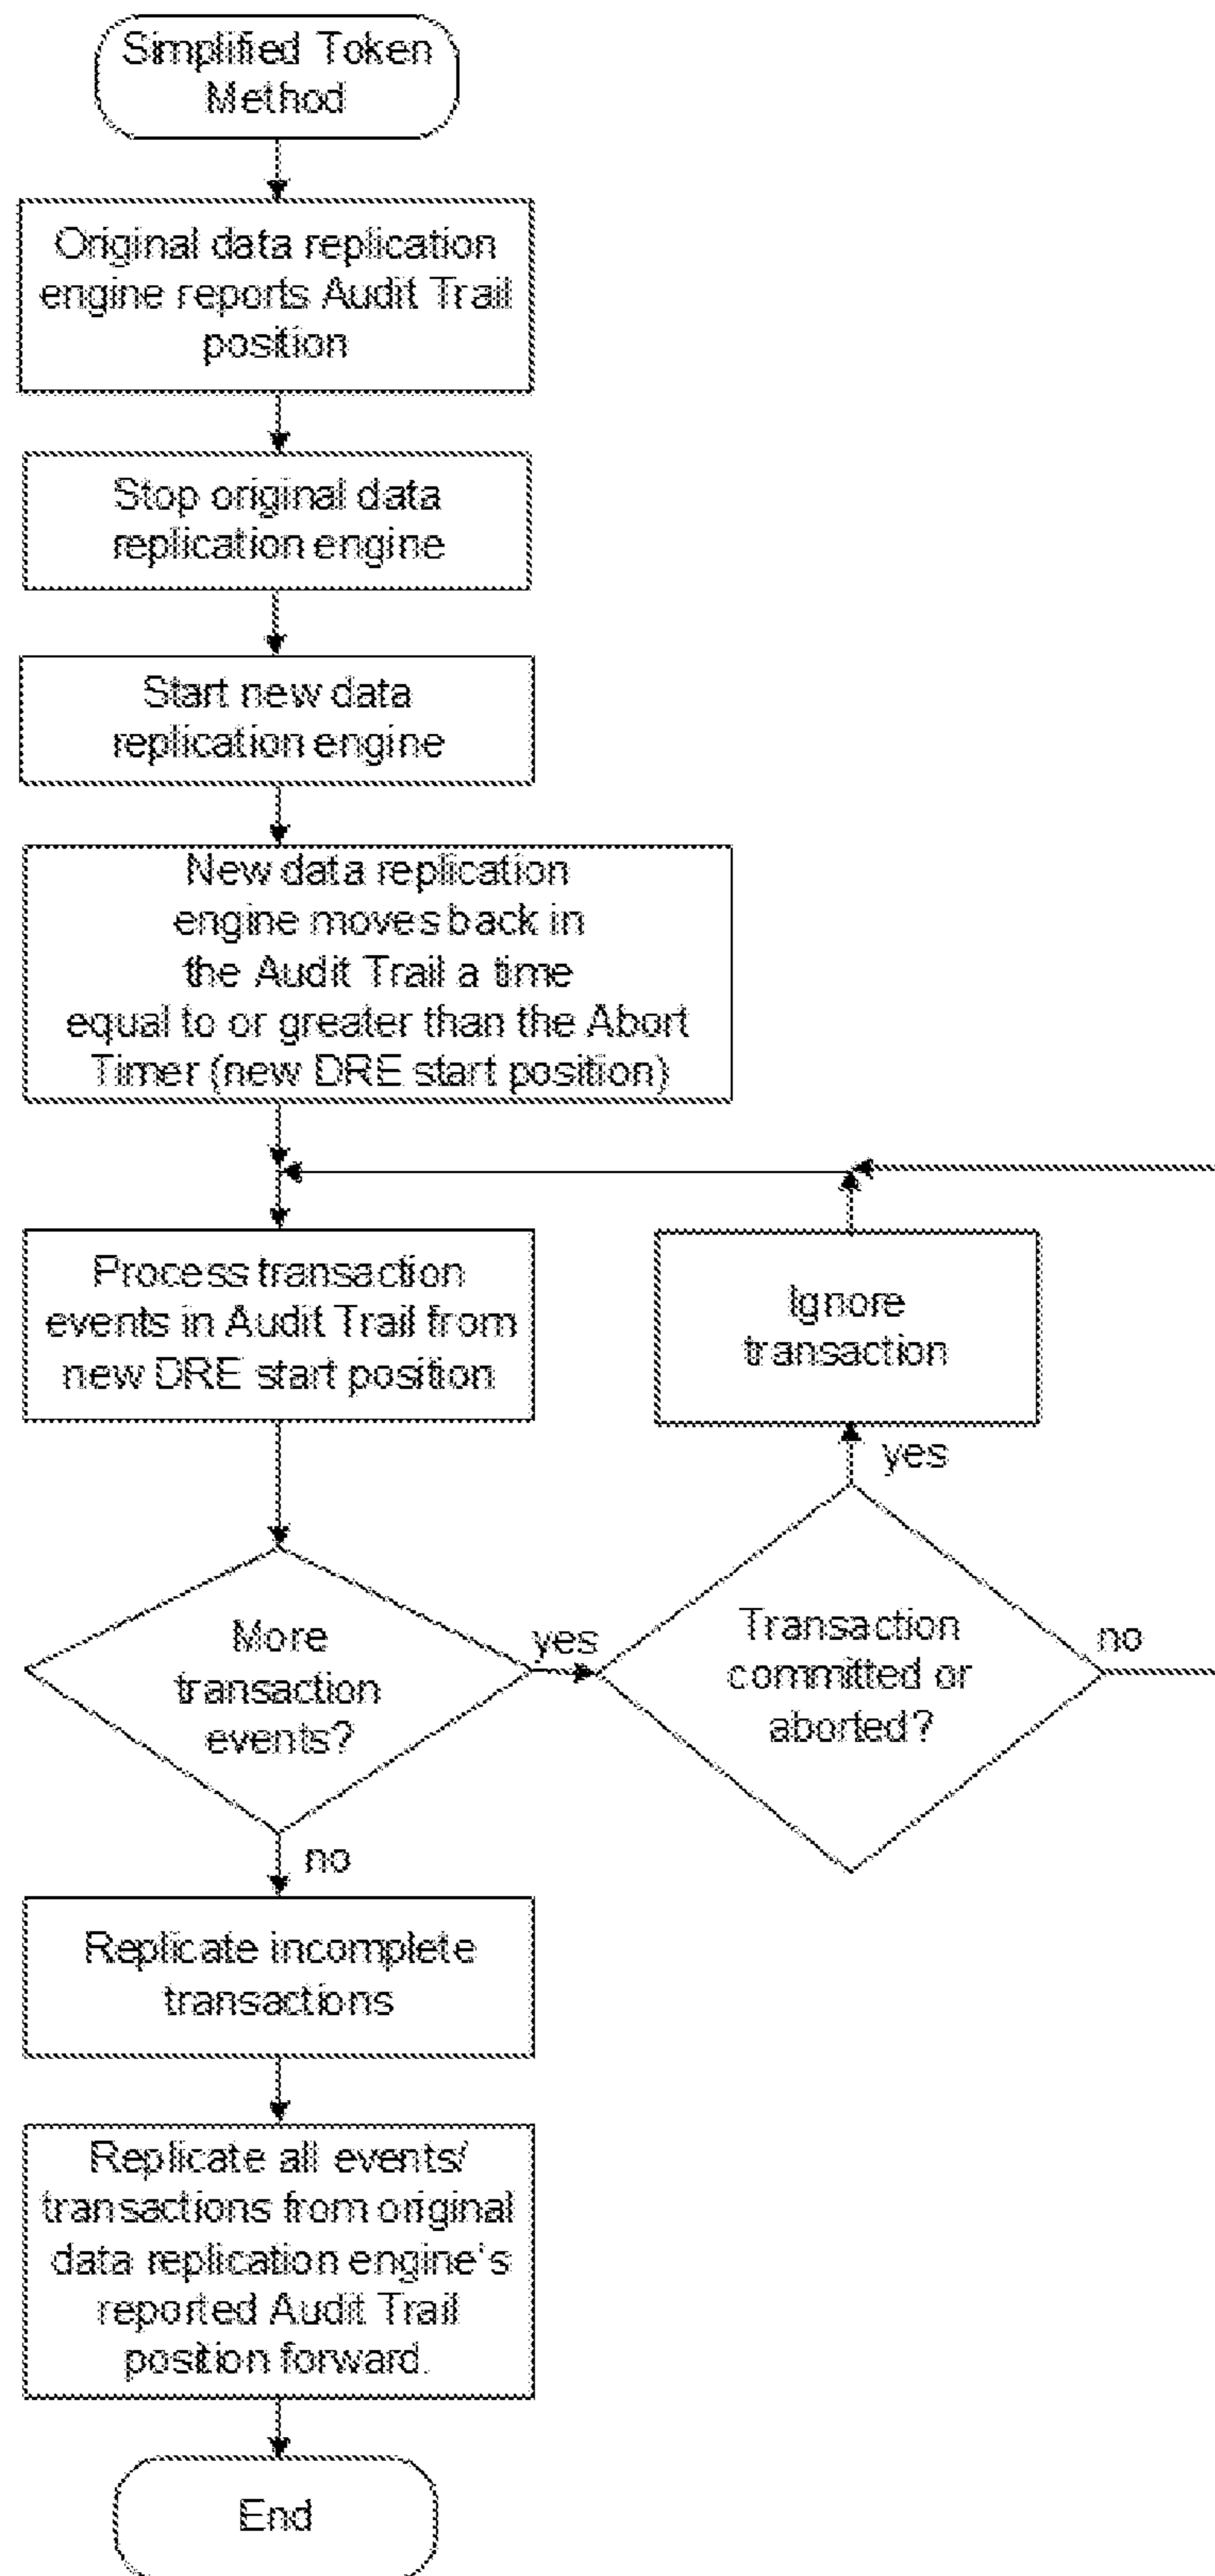 Simplified Token
Method
Original data replication
engine reports Audit Trail
position
Stop original data
replication engine
Start new data
replication engine
New data replication
engine moves back in
the Audit Trail a time
equal to or greater than the Abort
Timer (new DRE start position)
Process transaction
events in Audit Trail from
new DRE start position
Ignore
transaction
yes
More
transaction
events?
yes
Transaction
committed or
aborted?
no
no
Replicate incomplete
transactions
Replicate all events/
transactions from original
data replication engine's
reported Audit Trail
position forward.
End